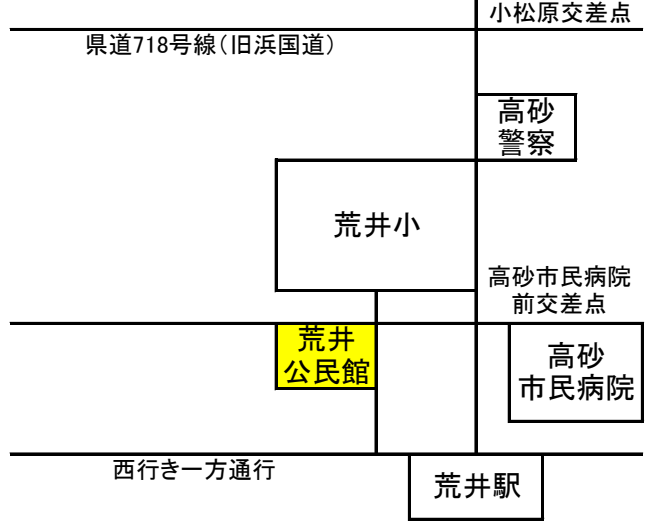 小松原交差点
県道718号線（旧浜国道）
高砂
警察
荒井小
高砂市民病院
前交差点
荒井
公民館
高砂
市民病院
西行き一方通行
荒井駅